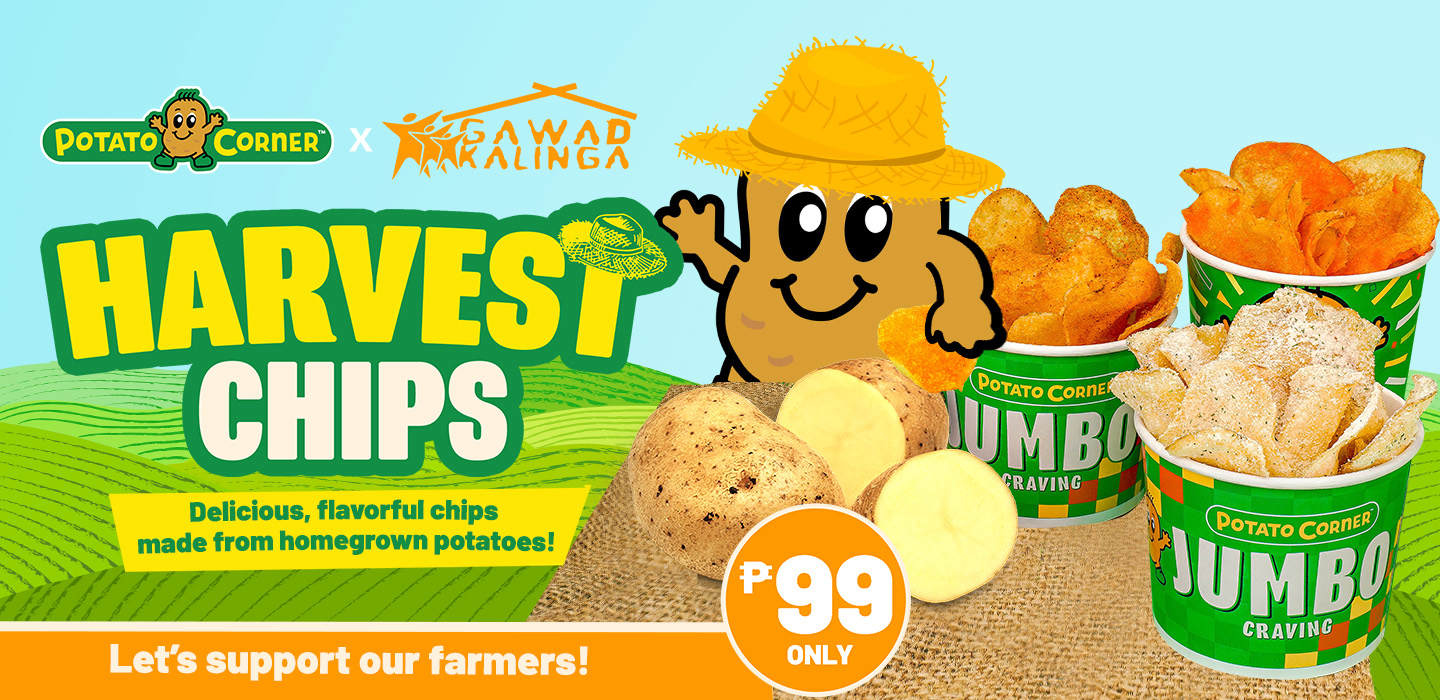 POTATO CORNER™ X GAWAD
KALINGA
HARVEST
CHIPS
Delicious, flavorful chips
made from homegrown potatoes!
₱99
ONLY
Let's support our farmers!
POTATO CORNER
JUMBO
CRAVING
POTATO CORNER
JUMBO
CRAVING